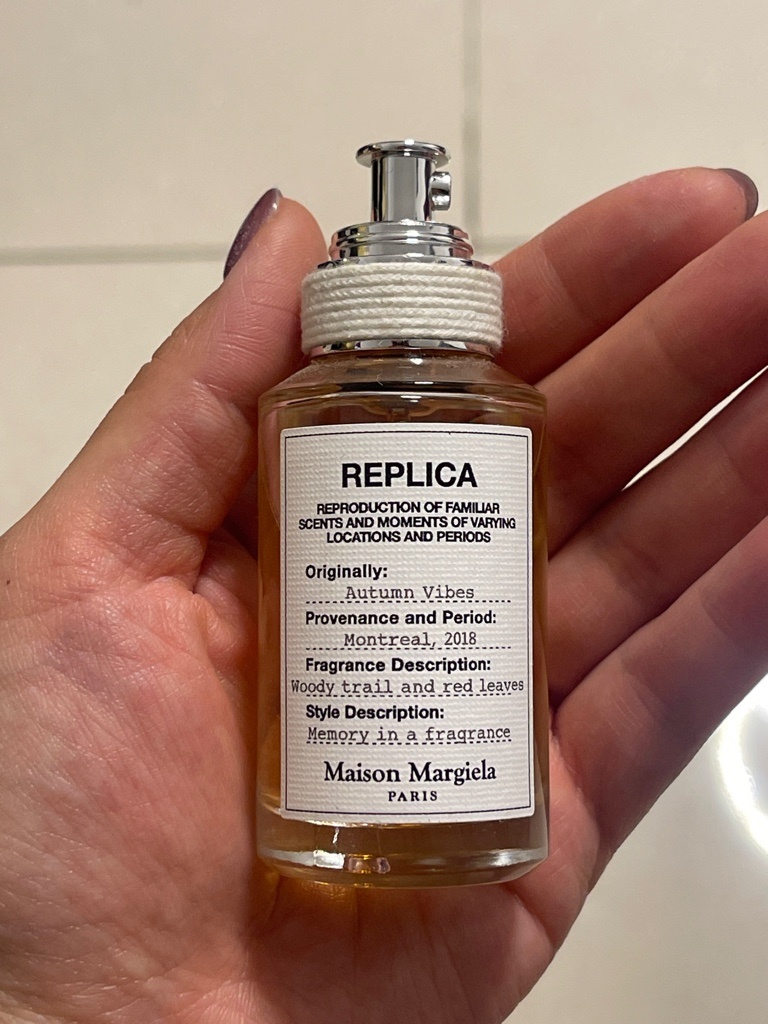 REPLICA
REPRODUCTION OF FAMILIAR
SCENTS AND MOMENTS OF VARYING
LOCATIONS AND PERIODS
Originally:
Autumn Vibes
Provenance and Period:
Montreal, 2018
Fragrance Description:
Woody trail and red leaves
Style Description:
Memory in a fragrance
Maison Margiela
PARIS